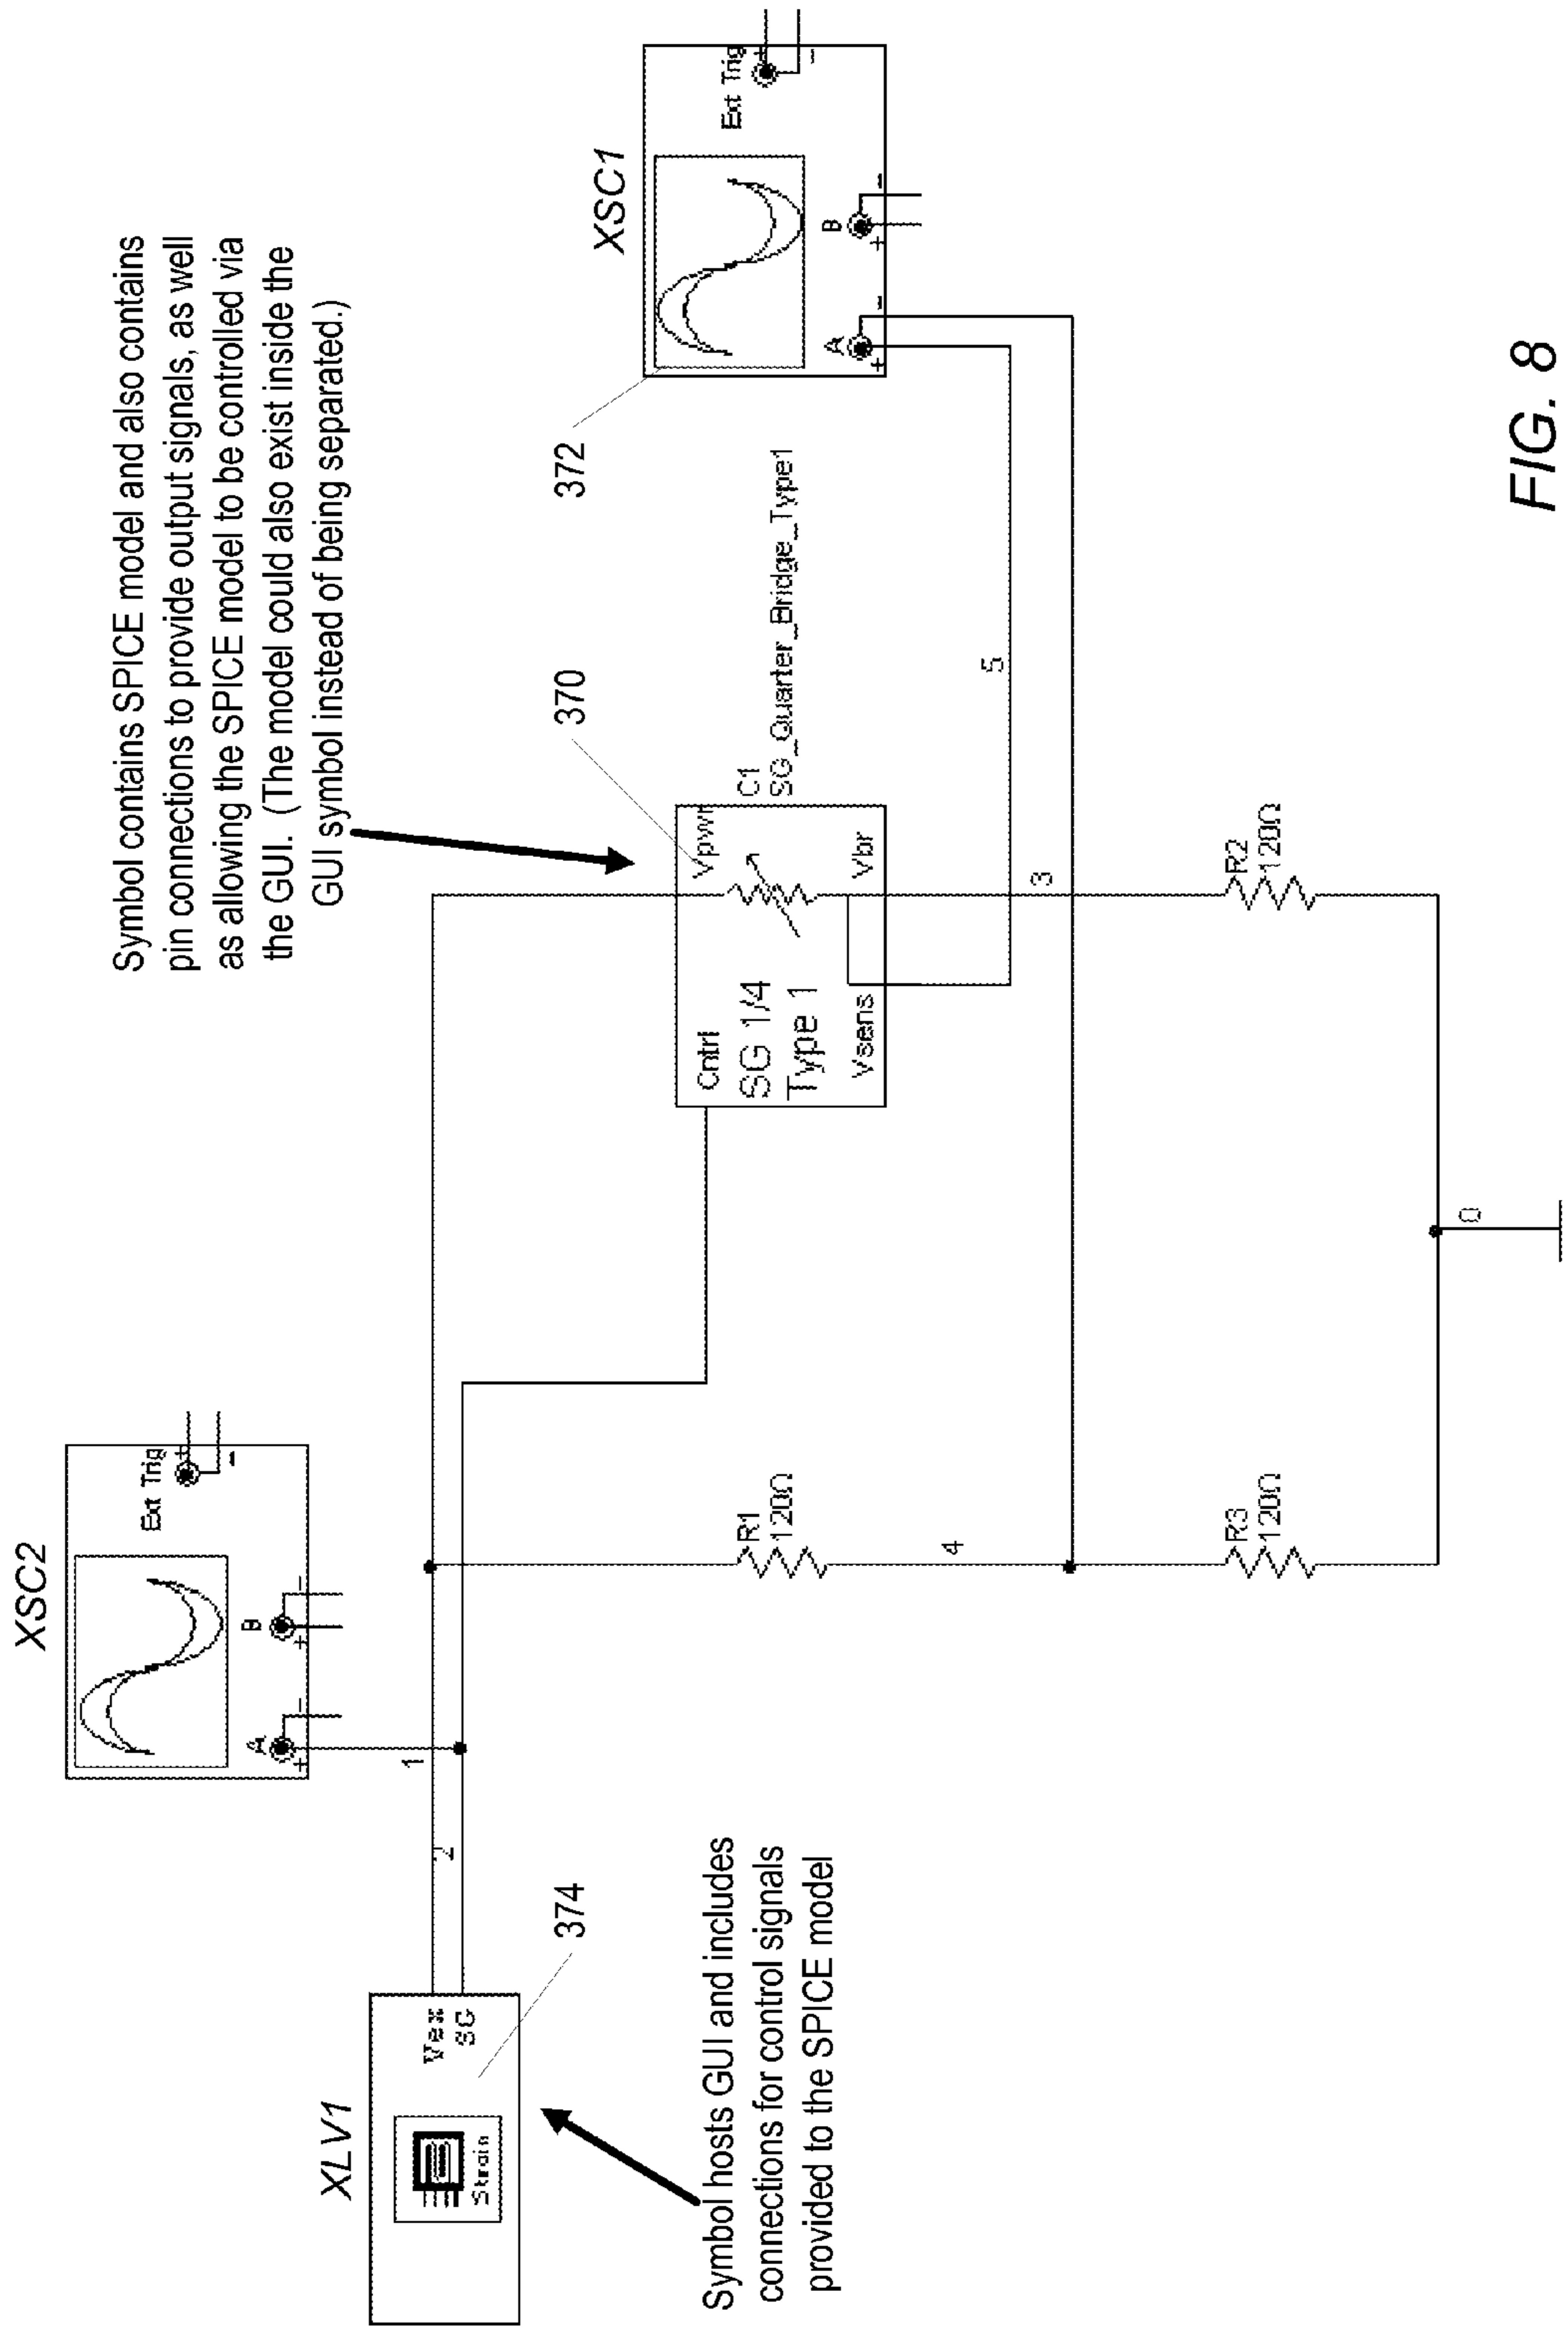 Symbol contains SPICE model and also contains
pin connections to provide output signals, as well
as allowing the SPICE model to be controlled via
the GUI. (The model could also exist inside the
GUI symbol instead of being separated.)
XSC2
Ext Trig
+
-
A
+
-
B
+
-
XSC1
Ext Trig
+
-
A
+
-
B
+
-
372
370
C1
SG_Quarter_Bridge_Type1
Cntrl
Vpwr
SG 1/4
Type 1
Vsens
Vbr
XLV1
Strain
Vex
SG
374
2
1
Symbol hosts GUI and includes
connections for control signals
provided to the SPICE model
R1
120Ω
4
5
3
R3
120Ω
R2
120Ω
0
FIG. 8